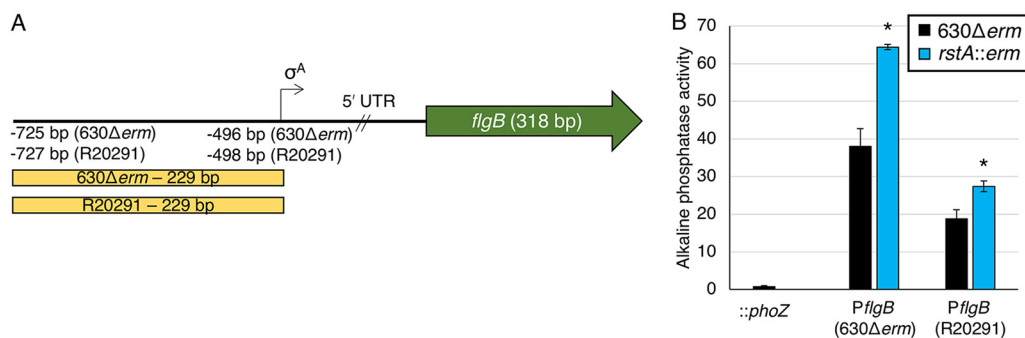 A
σA
5′ UTR
flgB (318 bp)
-725 bp (630Δerm)
-496 bp (630Δerm)
-727 bp (R20291)
-498 bp (R20291)
630Δerm – 229 bp
R20291 – 229 bp
B
Alkaline phosphatase activity
70
60
50
40
30
20
10
0
*
*
630Δerm
rstA::erm
::phoZ
PflgB
(630Δerm)
PflgB
(R20291)